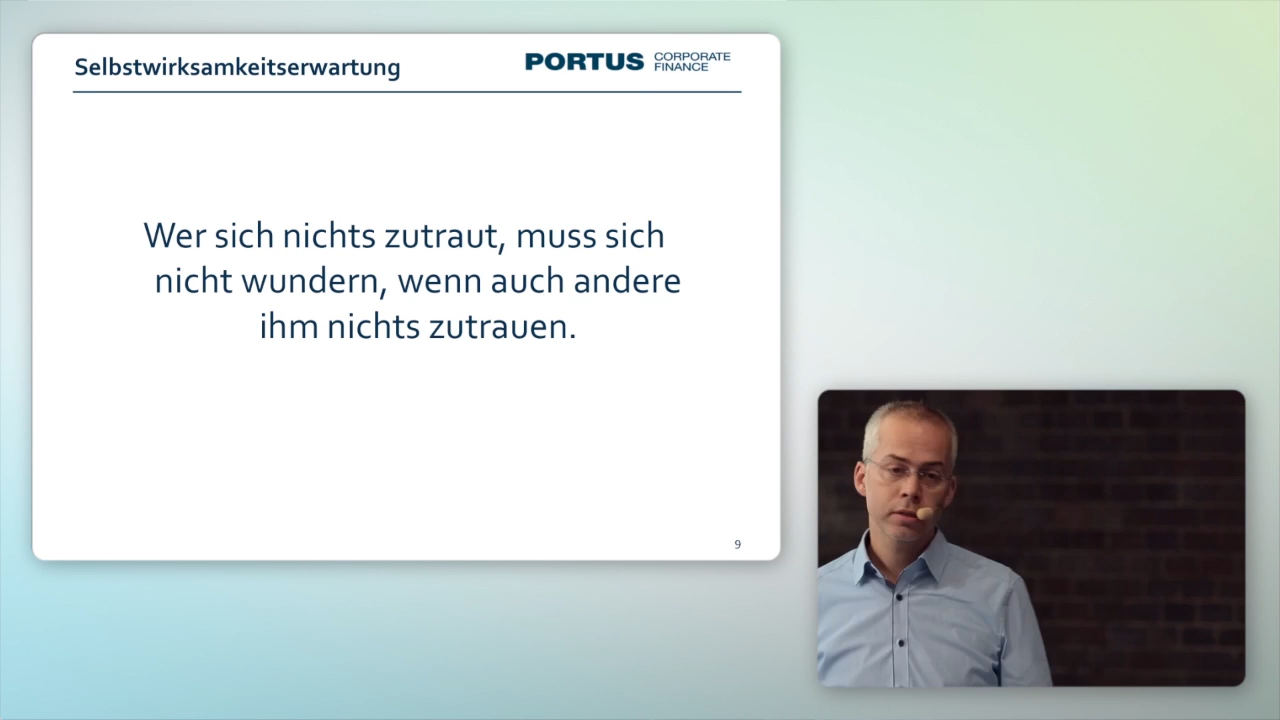 Selbstwirksamkeitserwartung
PORTUS CORPORATE
FINANCE
Wer sich nichts zutraut, muss sich
nicht wundern, wenn auch andere
ihm nichts zutrauen.
9